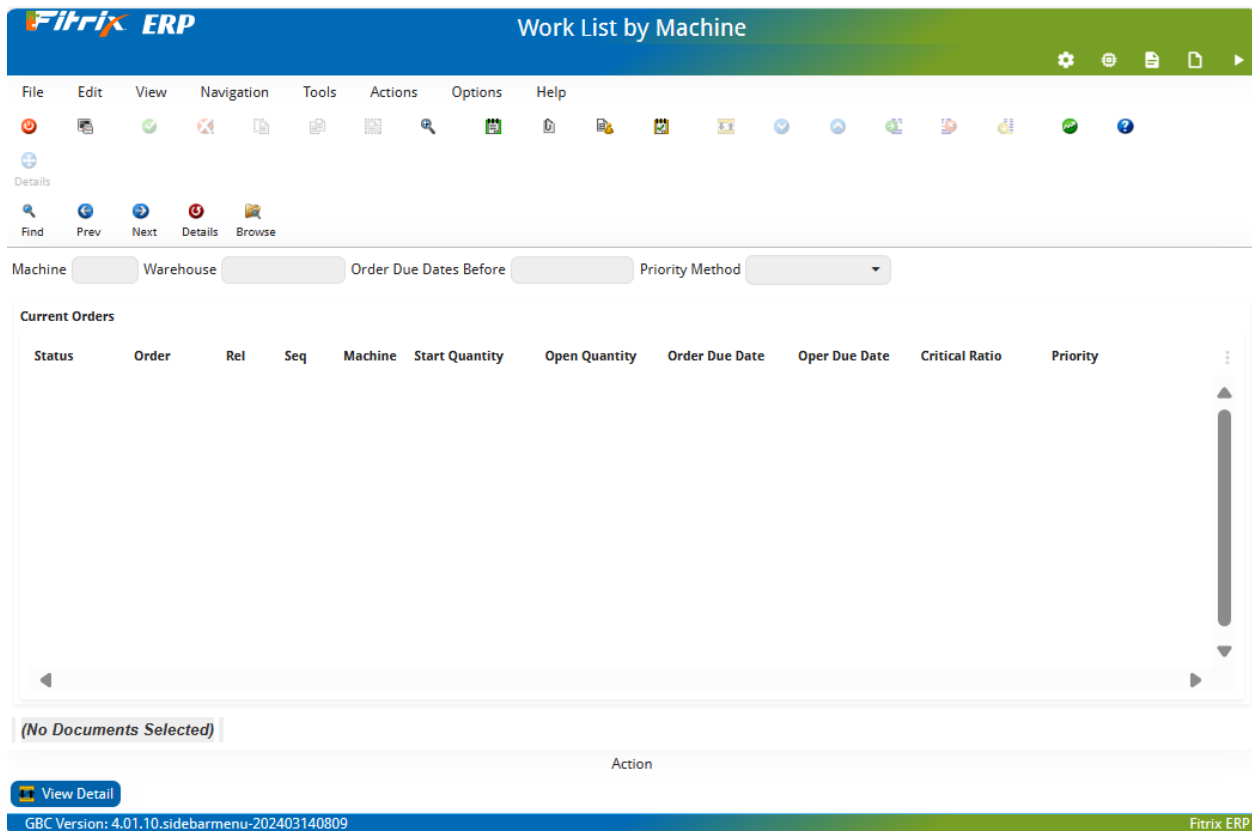 Fitrix ERP
Work List by Machine
File Edit View Navigation Tools Actions Options Help
Details
Find Prev Next Details Browse
Machine Warehouse Order Due Dates Before Priority Method
Current Orders
Status Order Rel Seq Machine Start Quantity Open Quantity Order Due Date Oper Due Date Critical Ratio Priority
(No Documents Selected)
Action
View Detail
GBC Version: 4.01.10.sidebarmenu-202403140809 Fitrix ERP